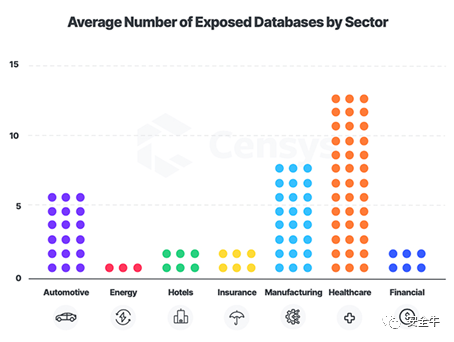 Average Number of Exposed Databases by Sector
15
10
5
0
Censys
Automotive Energy Hotels Insurance Manufacturing Healthcare Financial
安全牛